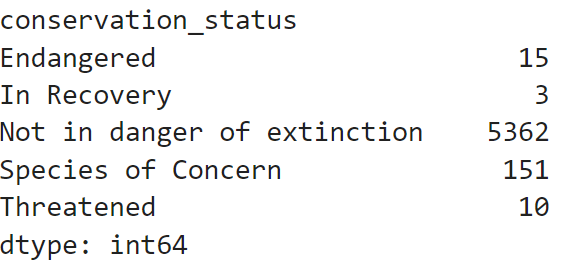 conservation_status
Endangered 15
In Recovery 3
Not in danger of extinction 5362
Species of Concern 151
Threatened 10
dtype: int64